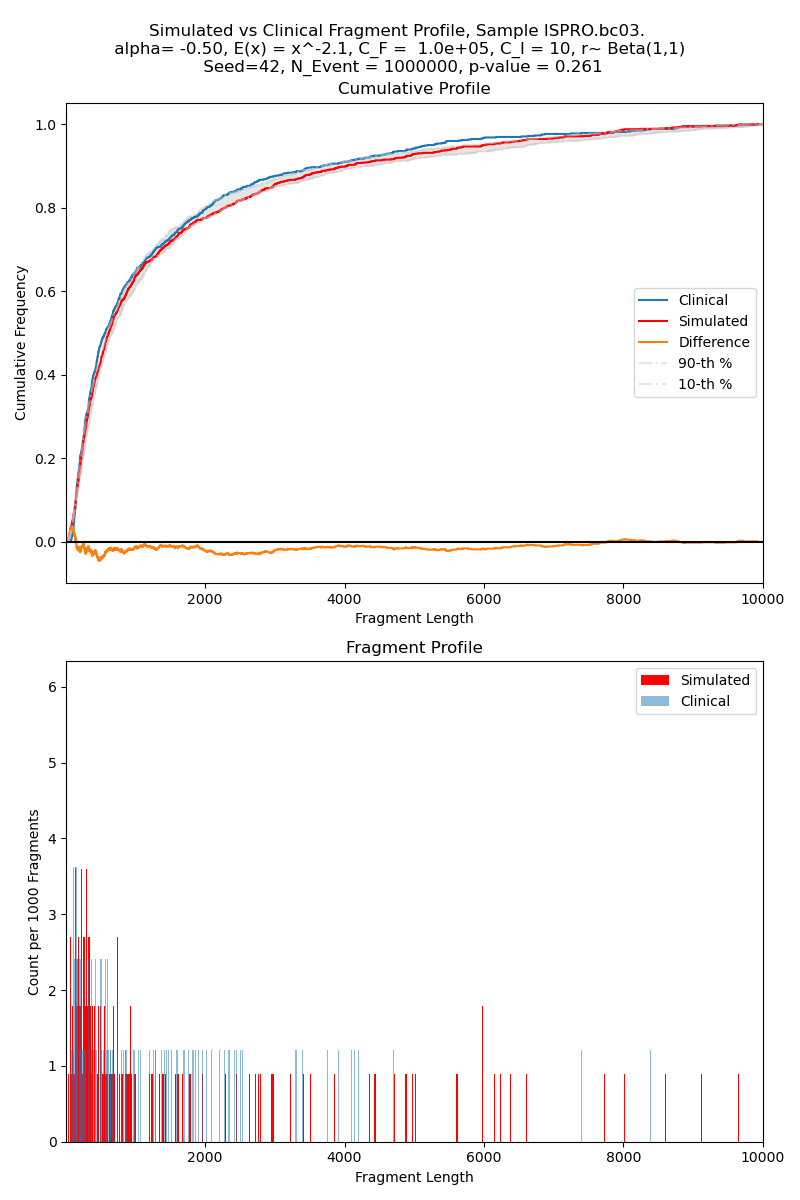 Simulated vs Clinical Fragment Profile, Sample ISPRO.bc03.
alpha= -0.50, E(x) = x^-2.1, C_F =  1.0e+05, C_I = 10, r~ Beta(1,1)
Seed=42, N_Event = 1000000, p-value = 0.261
Cumulative Profile
1.0
0.8
0.6
0.4
0.2
0.0
Cumulative Frequency
Clinical
Simulated
Difference
90-th %
10-th %
2000 4000 6000 8000 10000
Fragment Length
Fragment Profile
6
5
4
3
2
1
0
Count per 1000 Fragments
Simulated
Clinical
2000 4000 6000 8000 10000
Fragment Length